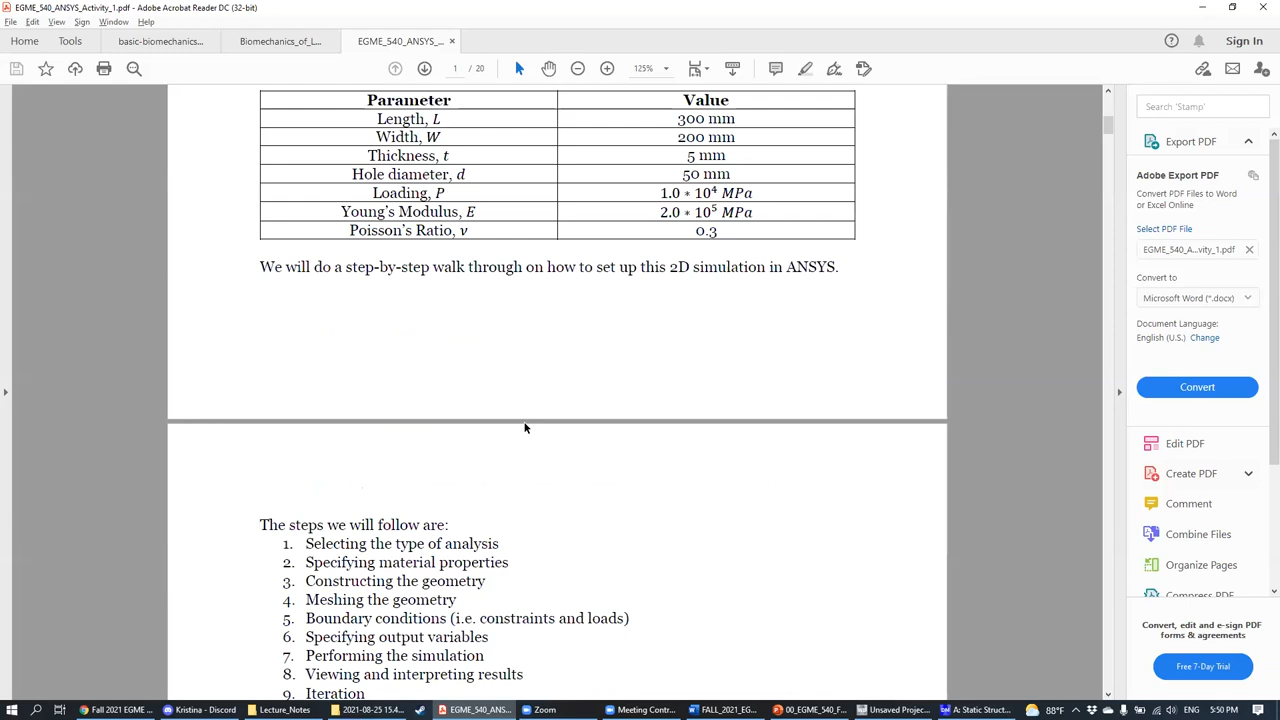 EGME_540_ANSYS_Activity_1.pdf - Adobe Acrobat Reader DC (32-bit)
File Edit View Sign Window Help
Home Tools basic-biomechanics... Biomechanics_of_L... EGME_540_ANSYS_... × Sign In
1 / 20 125%
Parameter Value
Length, L 300 mm
Width, W 200 mm
Thickness, t 5 mm
Hole diameter, d 50 mm
Loading, P 1.0 * 10⁴ MPa
Young's Modulus, E 2.0 * 10⁵ MPa
Poisson's Ratio, ν 0.3
We will do a step-by-step walk through on how to set up this 2D simulation in ANSYS.
The steps we will follow are:
1. Selecting the type of analysis
2. Specifying material properties
3. Constructing the geometry
4. Meshing the geometry
5. Boundary conditions (i.e. constraints and loads)
6. Specifying output variables
7. Performing the simulation
8. Viewing and interpreting results
9. Iteration
Search 'Stamp'
Export PDF
Adobe Export PDF
Convert PDF Files to Word
or Excel Online
Select PDF File
EGME_540_A...vity_1.pdf
Convert to
Microsoft Word (*.docx)
Document Language:
English (U.S.) Change
Convert
Edit PDF
Create PDF
Comment
Combine Files
Organize Pages
Compress PDF
Convert, edit and e-sign PDF
forms & agreements
Free 7-Day Trial
Fall 2021 EGME ... Kristina - Discord Lecture_Notes 2021-08-25 15.4... EGME_540_ANS... Zoom Meeting Contr... FALL_2021_EG... 00_EGME_540_F... Unsaved Projec... A: Static Struct... 88°F 5:50 PM